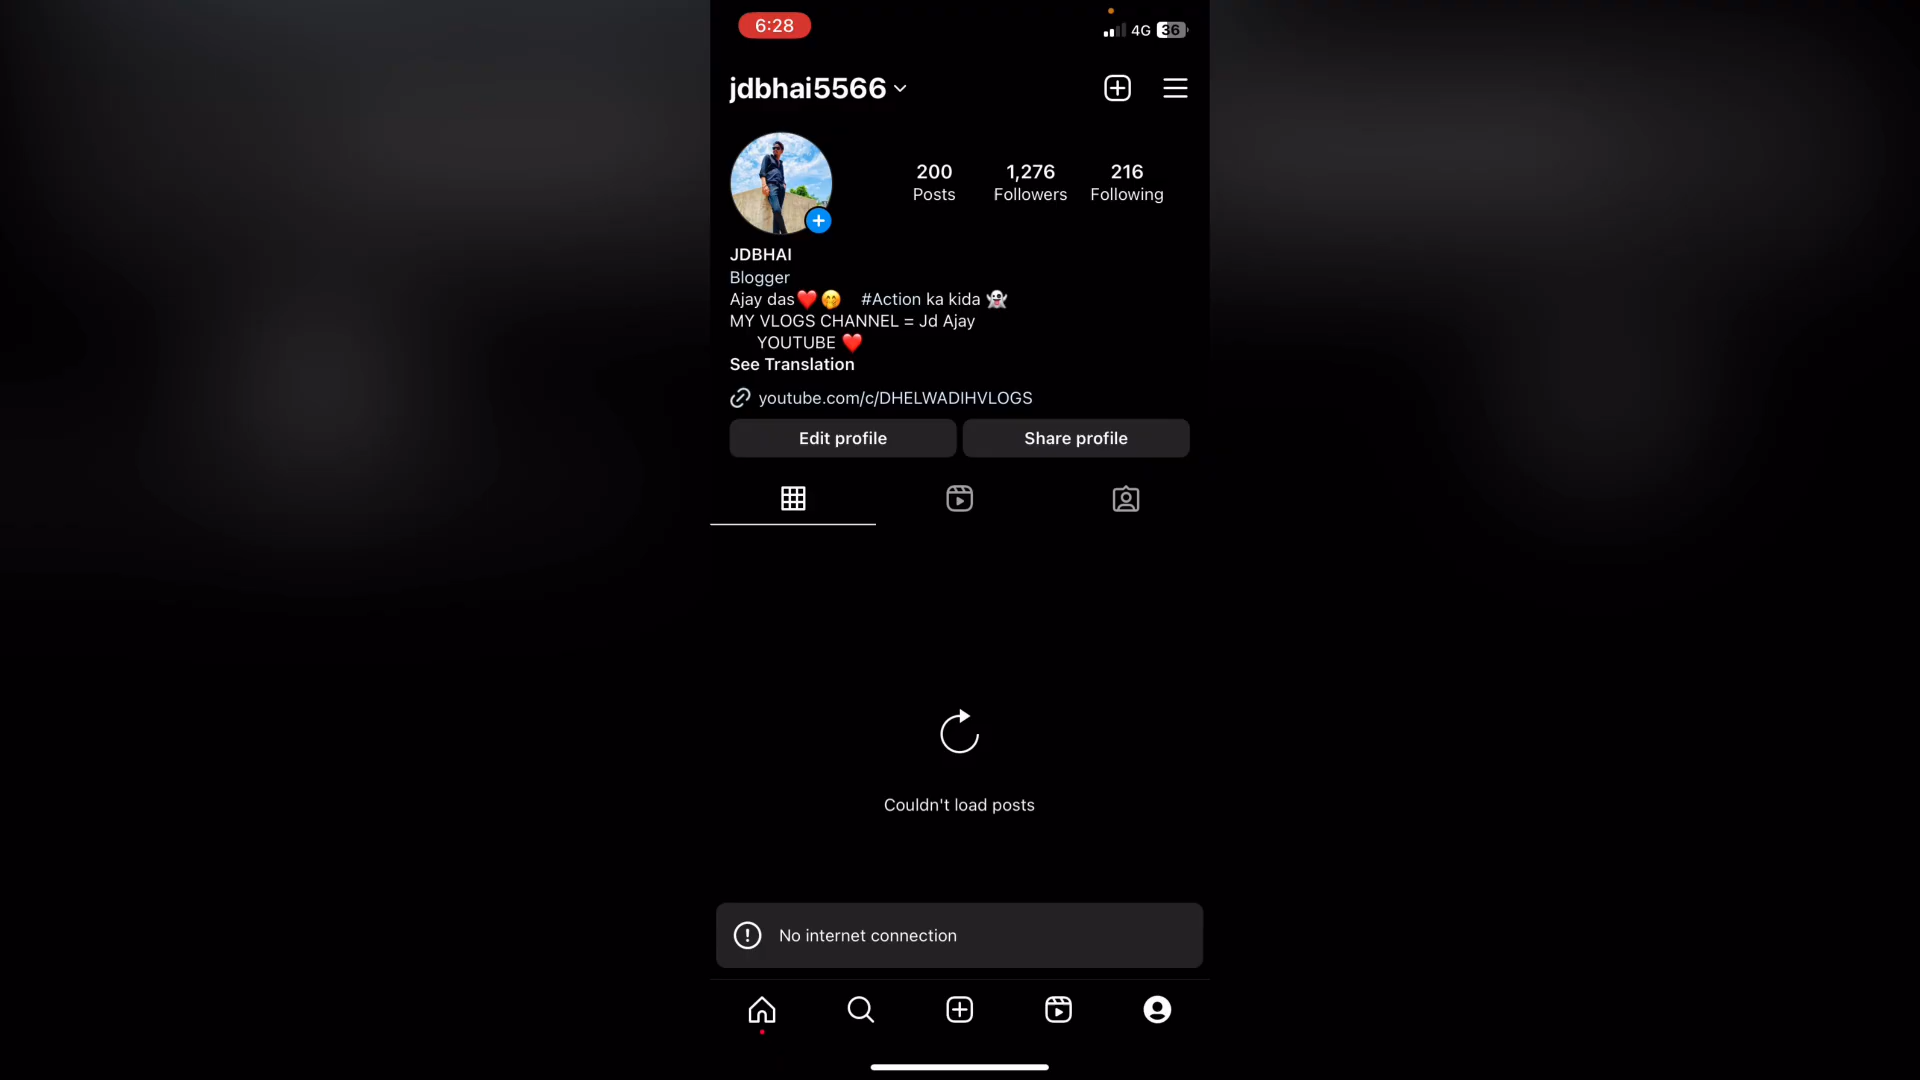 6:28
4G 36
jdbhai5566
200 1,276 216
Posts Followers Following
JDBHAI
Blogger
Ajay das❤️🤭 #Action ka kida 👻
MY VLOGS CHANNEL = Jd Ajay
YOUTUBE ❤️
See Translation
youtube.com/c/DHELWADIHVLOGS
Edit profile Share profile
Couldn't load posts
No internet connection